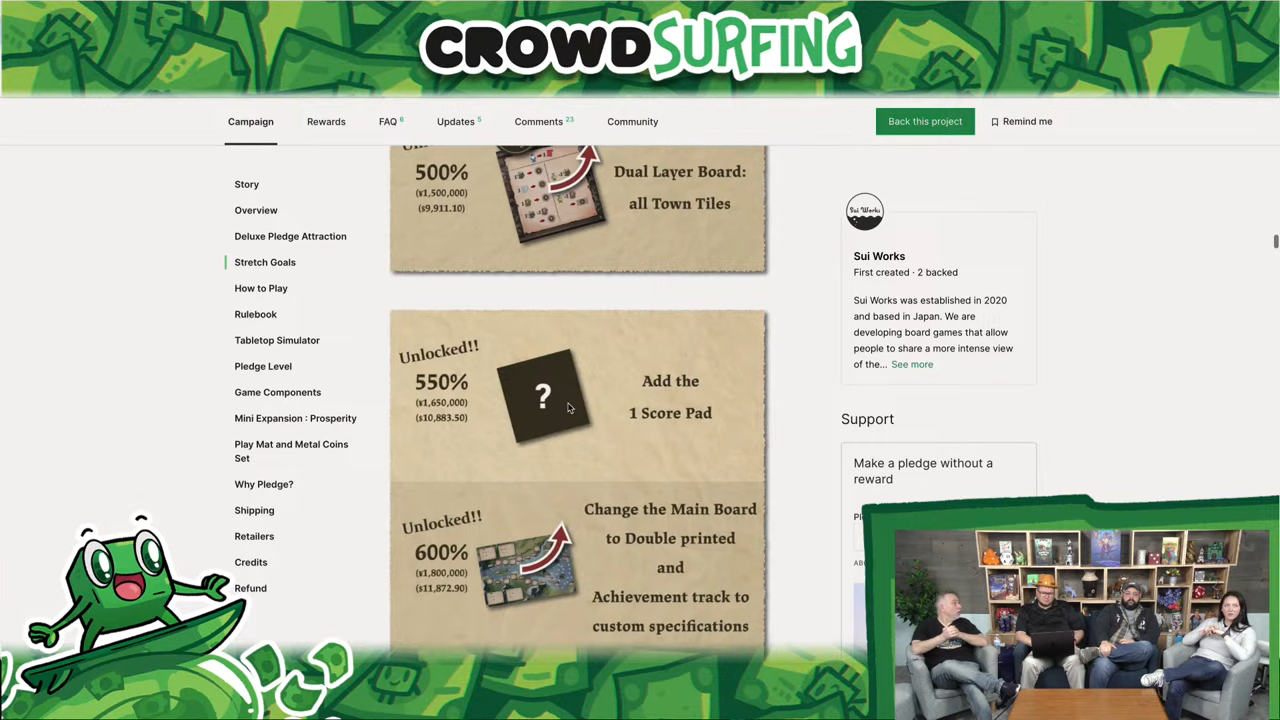 CROWDSURFING
Campaign
Rewards
FAQ 6
Updates 5
Comments 23
Community
Back this project
Remind me
Story
Overview
Deluxe Pledge Attraction
Stretch Goals
How to Play
Rulebook
Tabletop Simulator
Pledge Level
Game Components
Mini Expansion : Prosperity
Play Mat and Metal Coins
Set
Why Pledge?
Shipping
Retailers
Credits
Refund
500%
(¥1,500,000)
($9,911.10)
Dual Layer Board:
all Town Tiles
Unlocked!!
550%
(¥1,650,000)
($10,883.50)
?
Add the
1 Score Pad
Unlocked!!
600%
(¥1,800,000)
($11,872.90)
Change the Main Board
to Double printed
and
Achievement track to
custom specifications
Sui Works
Sui Works
First created · 2 backed
Sui Works was established in 2020
and based in Japan. We are
developing board games that allow
people to share a more intense view
of the... See more
Support
Make a pledge without a
reward